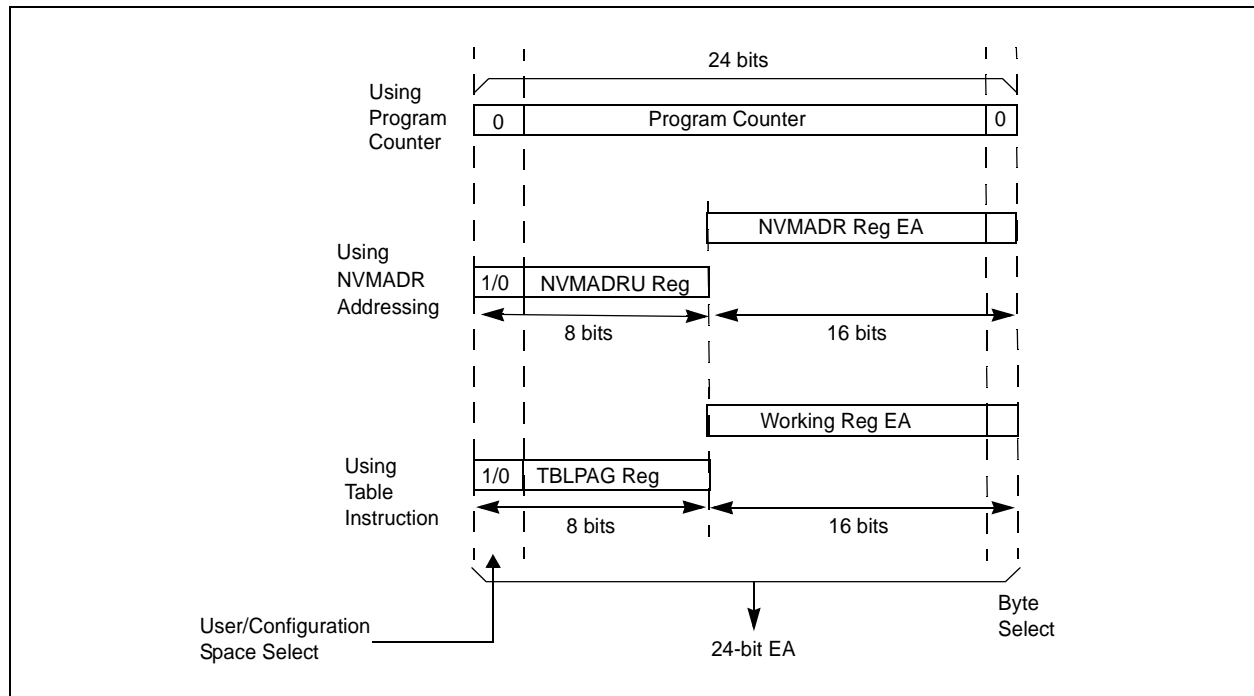 24 bits
Using
Program
Counter
0
Program Counter
0
NVMADR Reg EA
Using
NVMADR
Addressing
1/0
NVMADRU Reg
8 bits
16 bits
Working Reg EA
Using
Table
Instruction
1/0
TBLPAG Reg
8 bits
16 bits
User/Configuration
Space Select
24-bit EA
Byte
Select